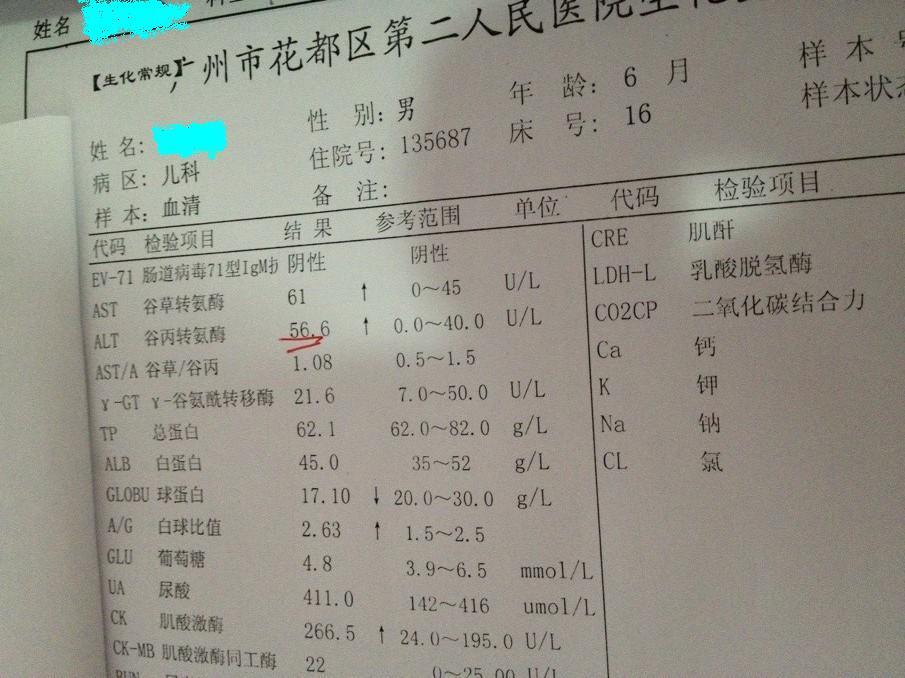 姓名
【生化常规】广州市花都区第二人民医院生化
姓 名: 性 别: 男 年 龄: 6 月 样 本 号
病 区: 儿科 住院号: 135687 床 号: 16 样本状态
样 本: 血清 备 注:
代码 检验项目 结 果 参考范围 单位 代码 检验项目
EV-71 肠道病毒71型IgM抗 阴性 阴性 CRE 肌酐
AST 谷草转氨酶 61 ↑ 0~45 U/L LDH-L 乳酸脱氢酶
ALT 谷丙转氨酶 56.6 ↑ 0.0~40.0 U/L CO2CP 二氧化碳结合力
AST/A 谷草/谷丙 1.08 0.5~1.5 Ca 钙
γ-GT γ-谷氨酰转移酶 21.6 7.0~50.0 U/L K 钾
TP 总蛋白 62.1 62.0~82.0 g/L Na 钠
ALB 白蛋白 45.0 35~52 g/L CL 氯
GLOBU 球蛋白 17.10 ↓ 20.0~30.0 g/L
A/G 白球比值 2.63 ↑ 1.5~2.5
GLU 葡萄糖 4.8 3.9~6.5 mmol/L
UA 尿酸 411.0 142~416 umol/L
CK 肌酸激酶 266.5 ↑ 24.0~195.0 U/L
CK-MB 肌酸激酶同工酶 22 0~25.00 U/L